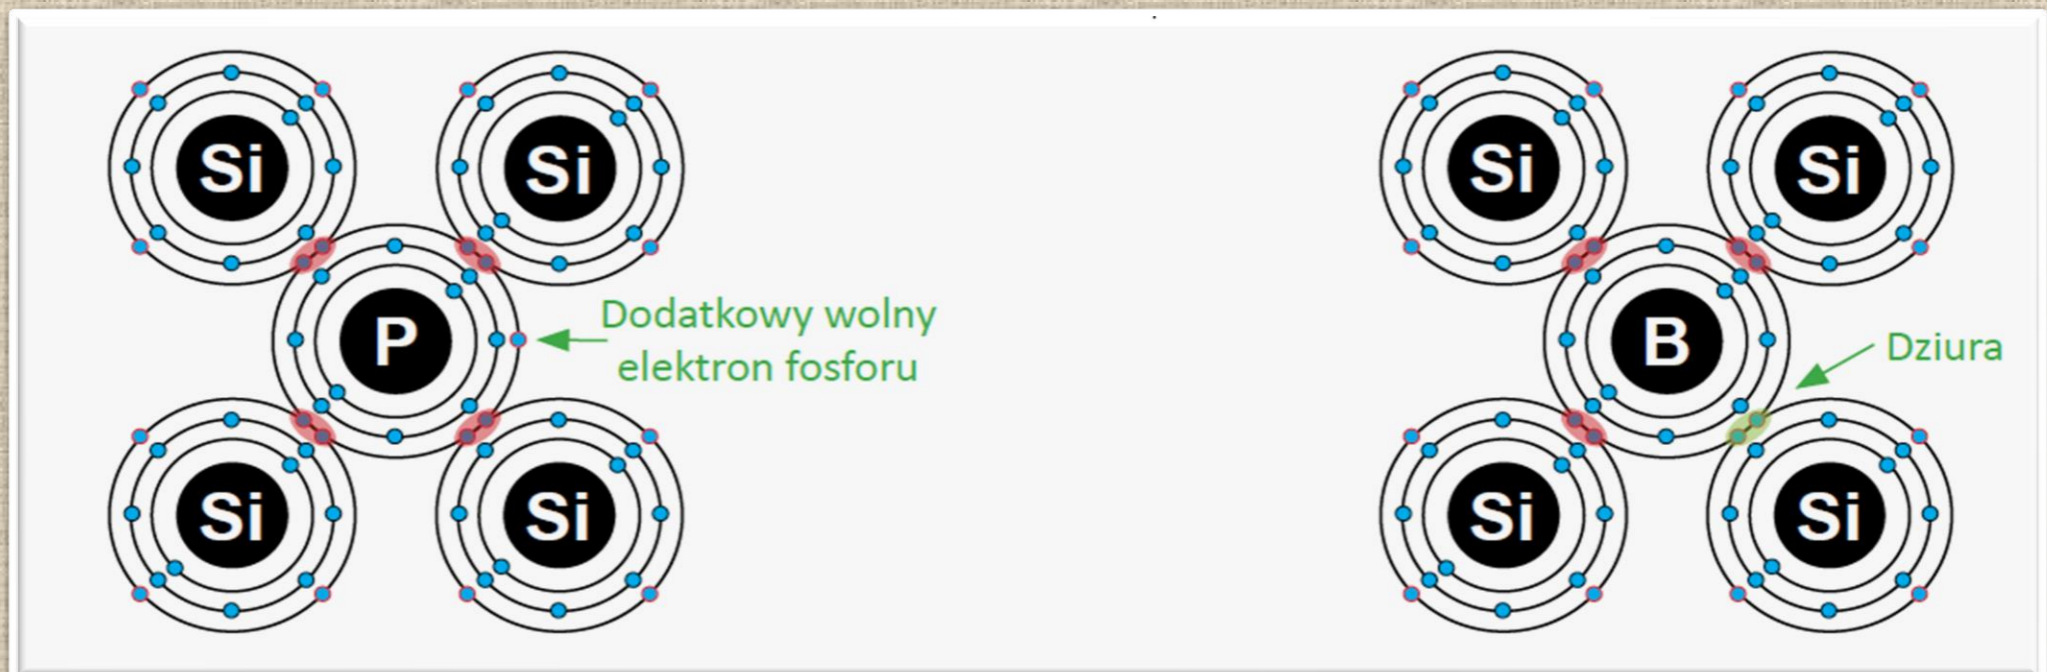 Si
Si
Si
Si
P
Dodatkowy wolny
elektron fosforu
B
Dziura
Si
Si
Si
Si